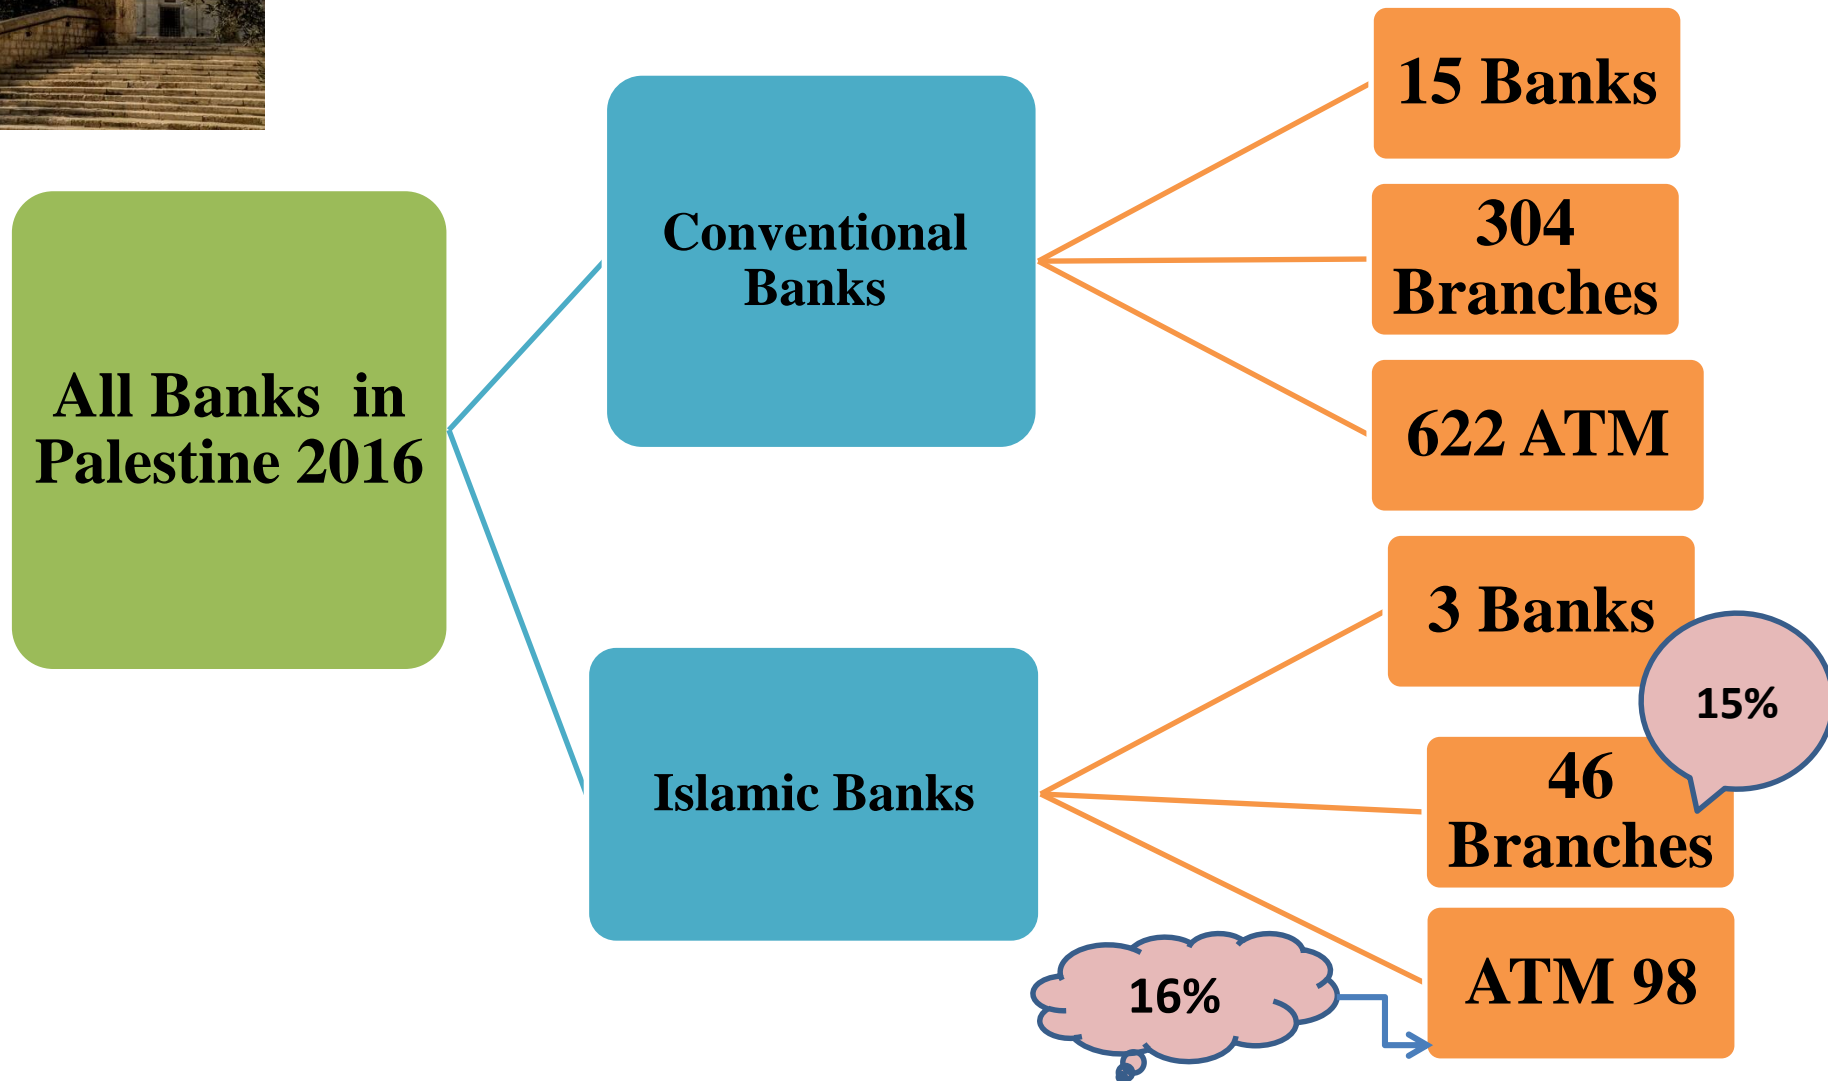 All Banks in
Palestine 2016
Conventional
Banks
15 Banks
304
Branches
622 ATM
Islamic Banks
3 Banks
15%
46
Branches
16%
ATM 98